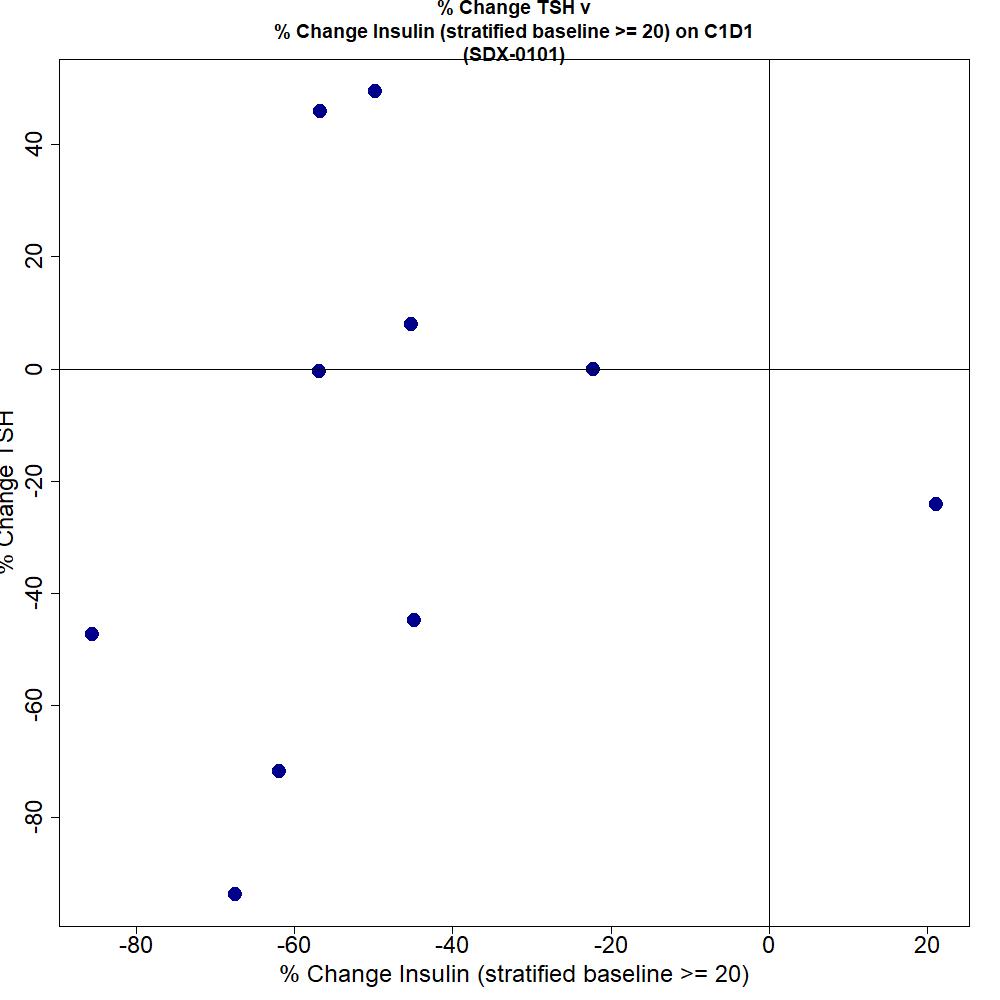 % Change TSH v
% Change Insulin (stratified baseline >= 20) on C1D1
(SDX-0101)
% Change TSH
40
20
0
-20
-40
-60
-80
-80
-60
-40
-20
0
20
% Change Insulin (stratified baseline >= 20)